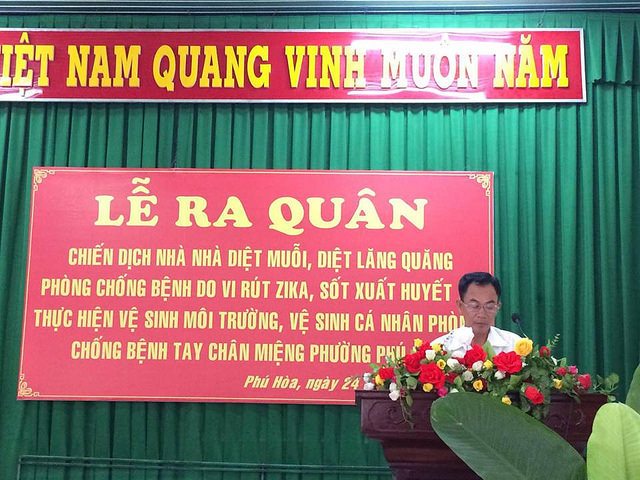 VIỆT NAM QUANG VINH MUÔN NĂM
LỄ RA QUÂN
CHIẾN DỊCH NHÀ NHÀ DIỆT MUỖI, DIỆT LĂNG QUĂNG
PHÒNG CHỐNG BỆNH DO VI RÚT ZIKA, SỐT XUẤT HUYẾT
THỰC HIỆN VỆ SINH MÔI TRƯỜNG, VỆ SINH CÁ NHÂN PHÒ
CHỐNG BỆNH TAY CHÂN MIỆNG PHƯỜNG PHÚ
Phú Hòa, ngày 24